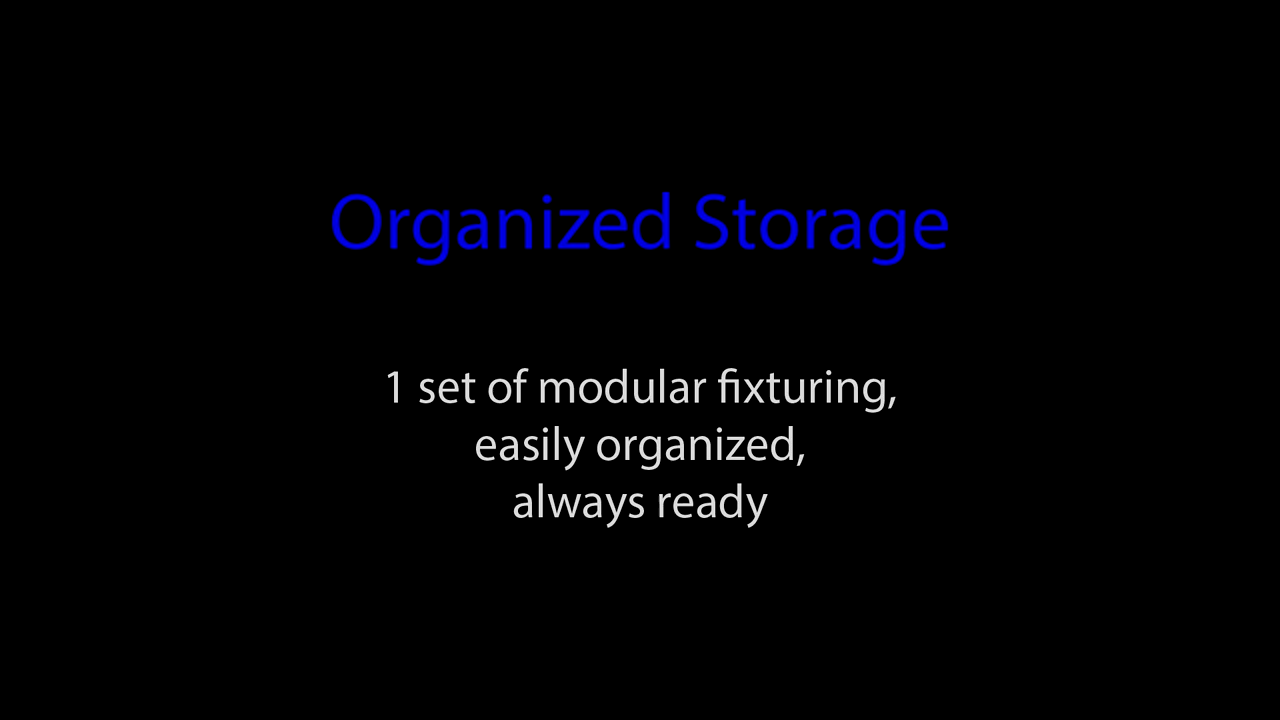 Organized Storage
1 set of modular fixturing,
easily organized,
always ready